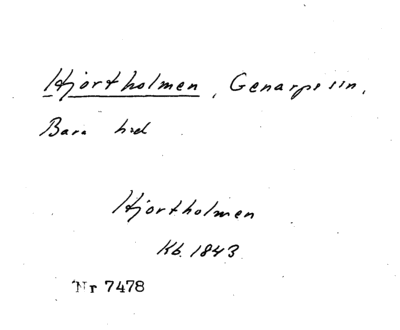 Hjortholmen, Genarps sn,
Bara hd
Hjortholmen
Kb. 1843
Nr 7478